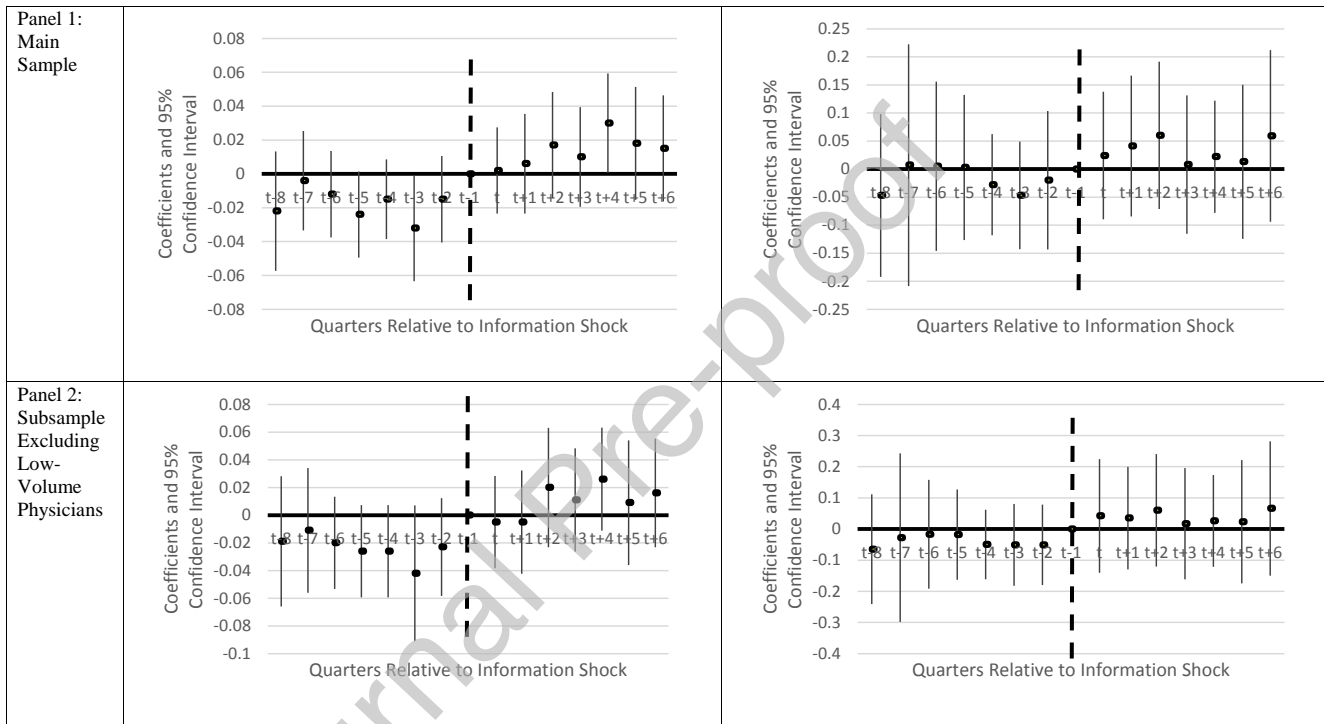 Panel 1:
Main
Sample
Coefficients and 95%
Confidence Interval
0.08
0.06
0.04
0.02
0
-0.02
-0.04
-0.06
-0.08
t-8 t-7 t-6 t-5 t-4 t-3 t-2 t-1 t t+1 t+2 t+3 t+4 t+5 t+6
Quarters Relative to Information Shock
Coefficiencts and 95%
Confidence Interval
0.25
0.2
0.15
0.1
0.05
0
-0.05
-0.1
-0.15
-0.2
-0.25
t-8 t-7 t-6 t-5 t-4 t-3 t-2 t-1 t t+1 t+2 t+3 t+4 t+5 t+6
Quarters Relative to Information Shock
Panel 2:
Subsample
Excluding
Low-
Volume
Physicians
Coefficients and 95%
Confidence Interval
0.08
0.06
0.04
0.02
0
-0.02
-0.04
-0.06
-0.08
-0.1
t-8 t-7 t-6 t-5 t-4 t-3 t-2 t-1 t t+1 t+2 t+3 t+4 t+5 t+6
Quarters Relative to Information Shock
Coefficients and 95%
Confidence Interval
0.4
0.3
0.2
0.1
0
-0.1
-0.2
-0.3
-0.4
t-8 t-7 t-6 t-5 t-4 t-3 t-2 t-1 t t+1 t+2 t+3 t+4 t+5 t+6
Quarters Relative to Information Shock
rnal Pre-proof